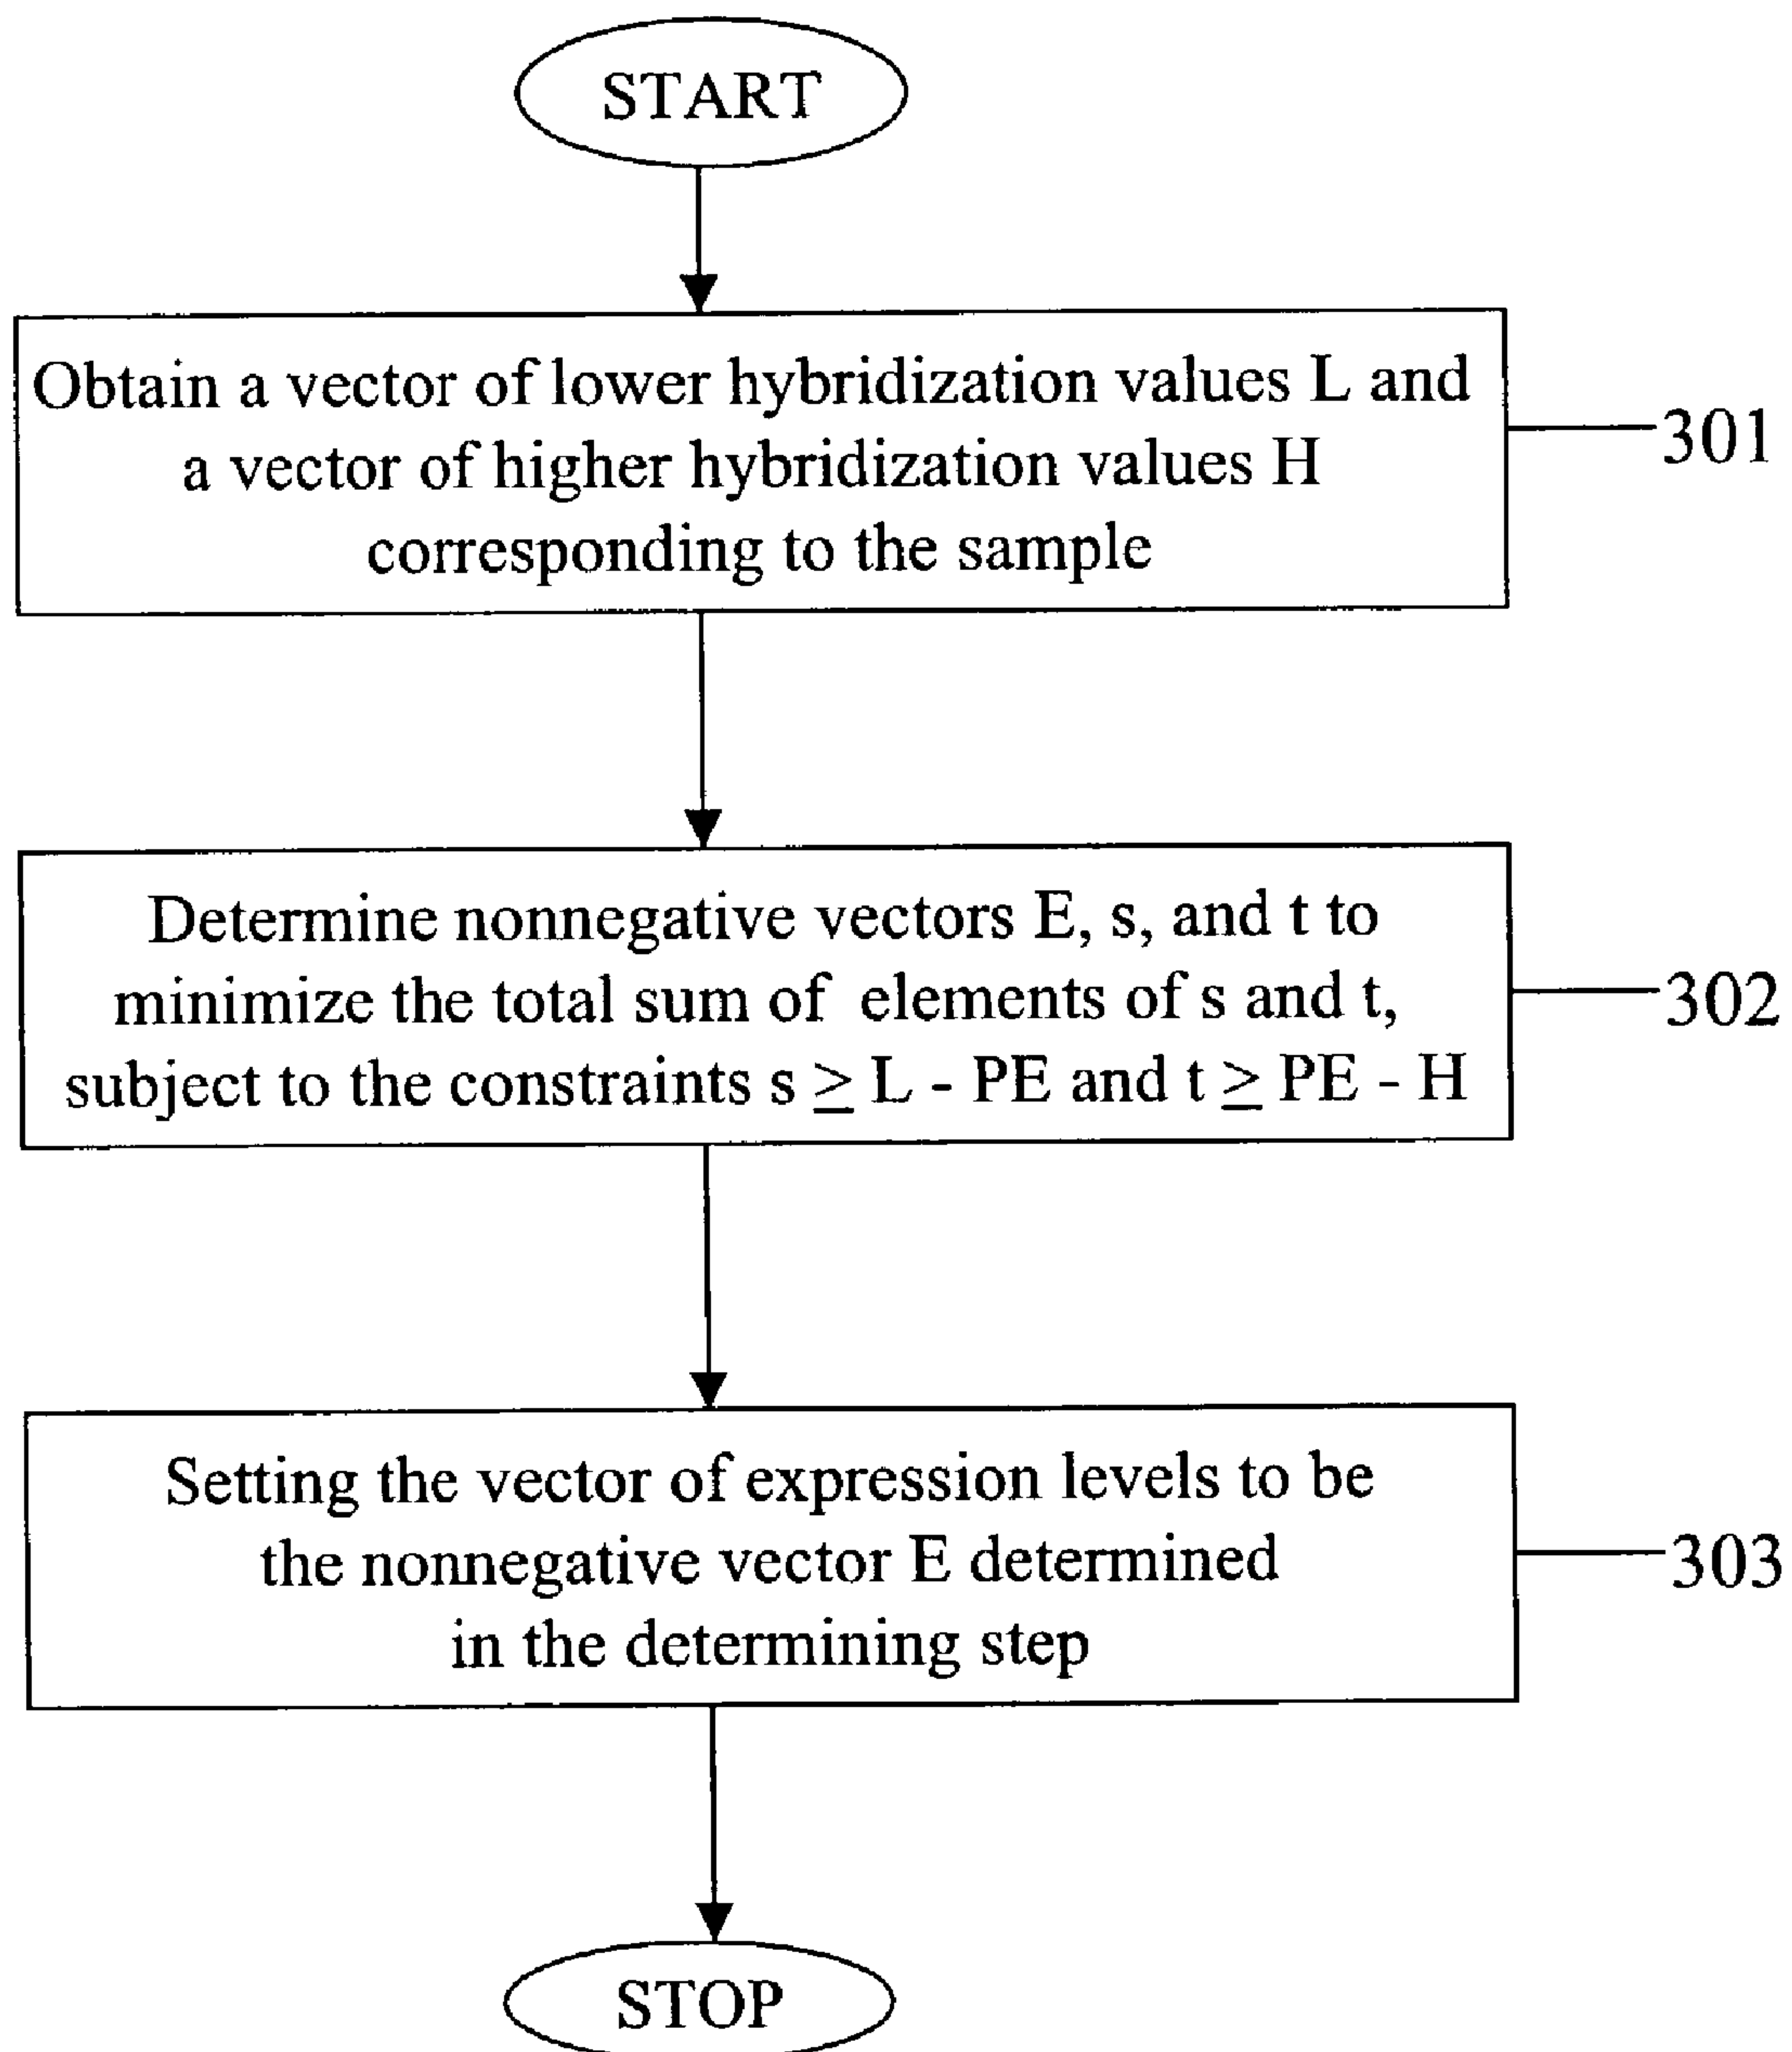 START
Obtain a vector of lower hybridization values L and
a vector of higher hybridization values H
corresponding to the sample
301
Determine nonnegative vectors E, s, and t to
minimize the total sum of elements of s and t,
subject to the constraints s ≥ L - PE and t ≥ PE - H
302
Setting the vector of expression levels to be
the nonnegative vector E determined
in the determining step
303
STOP